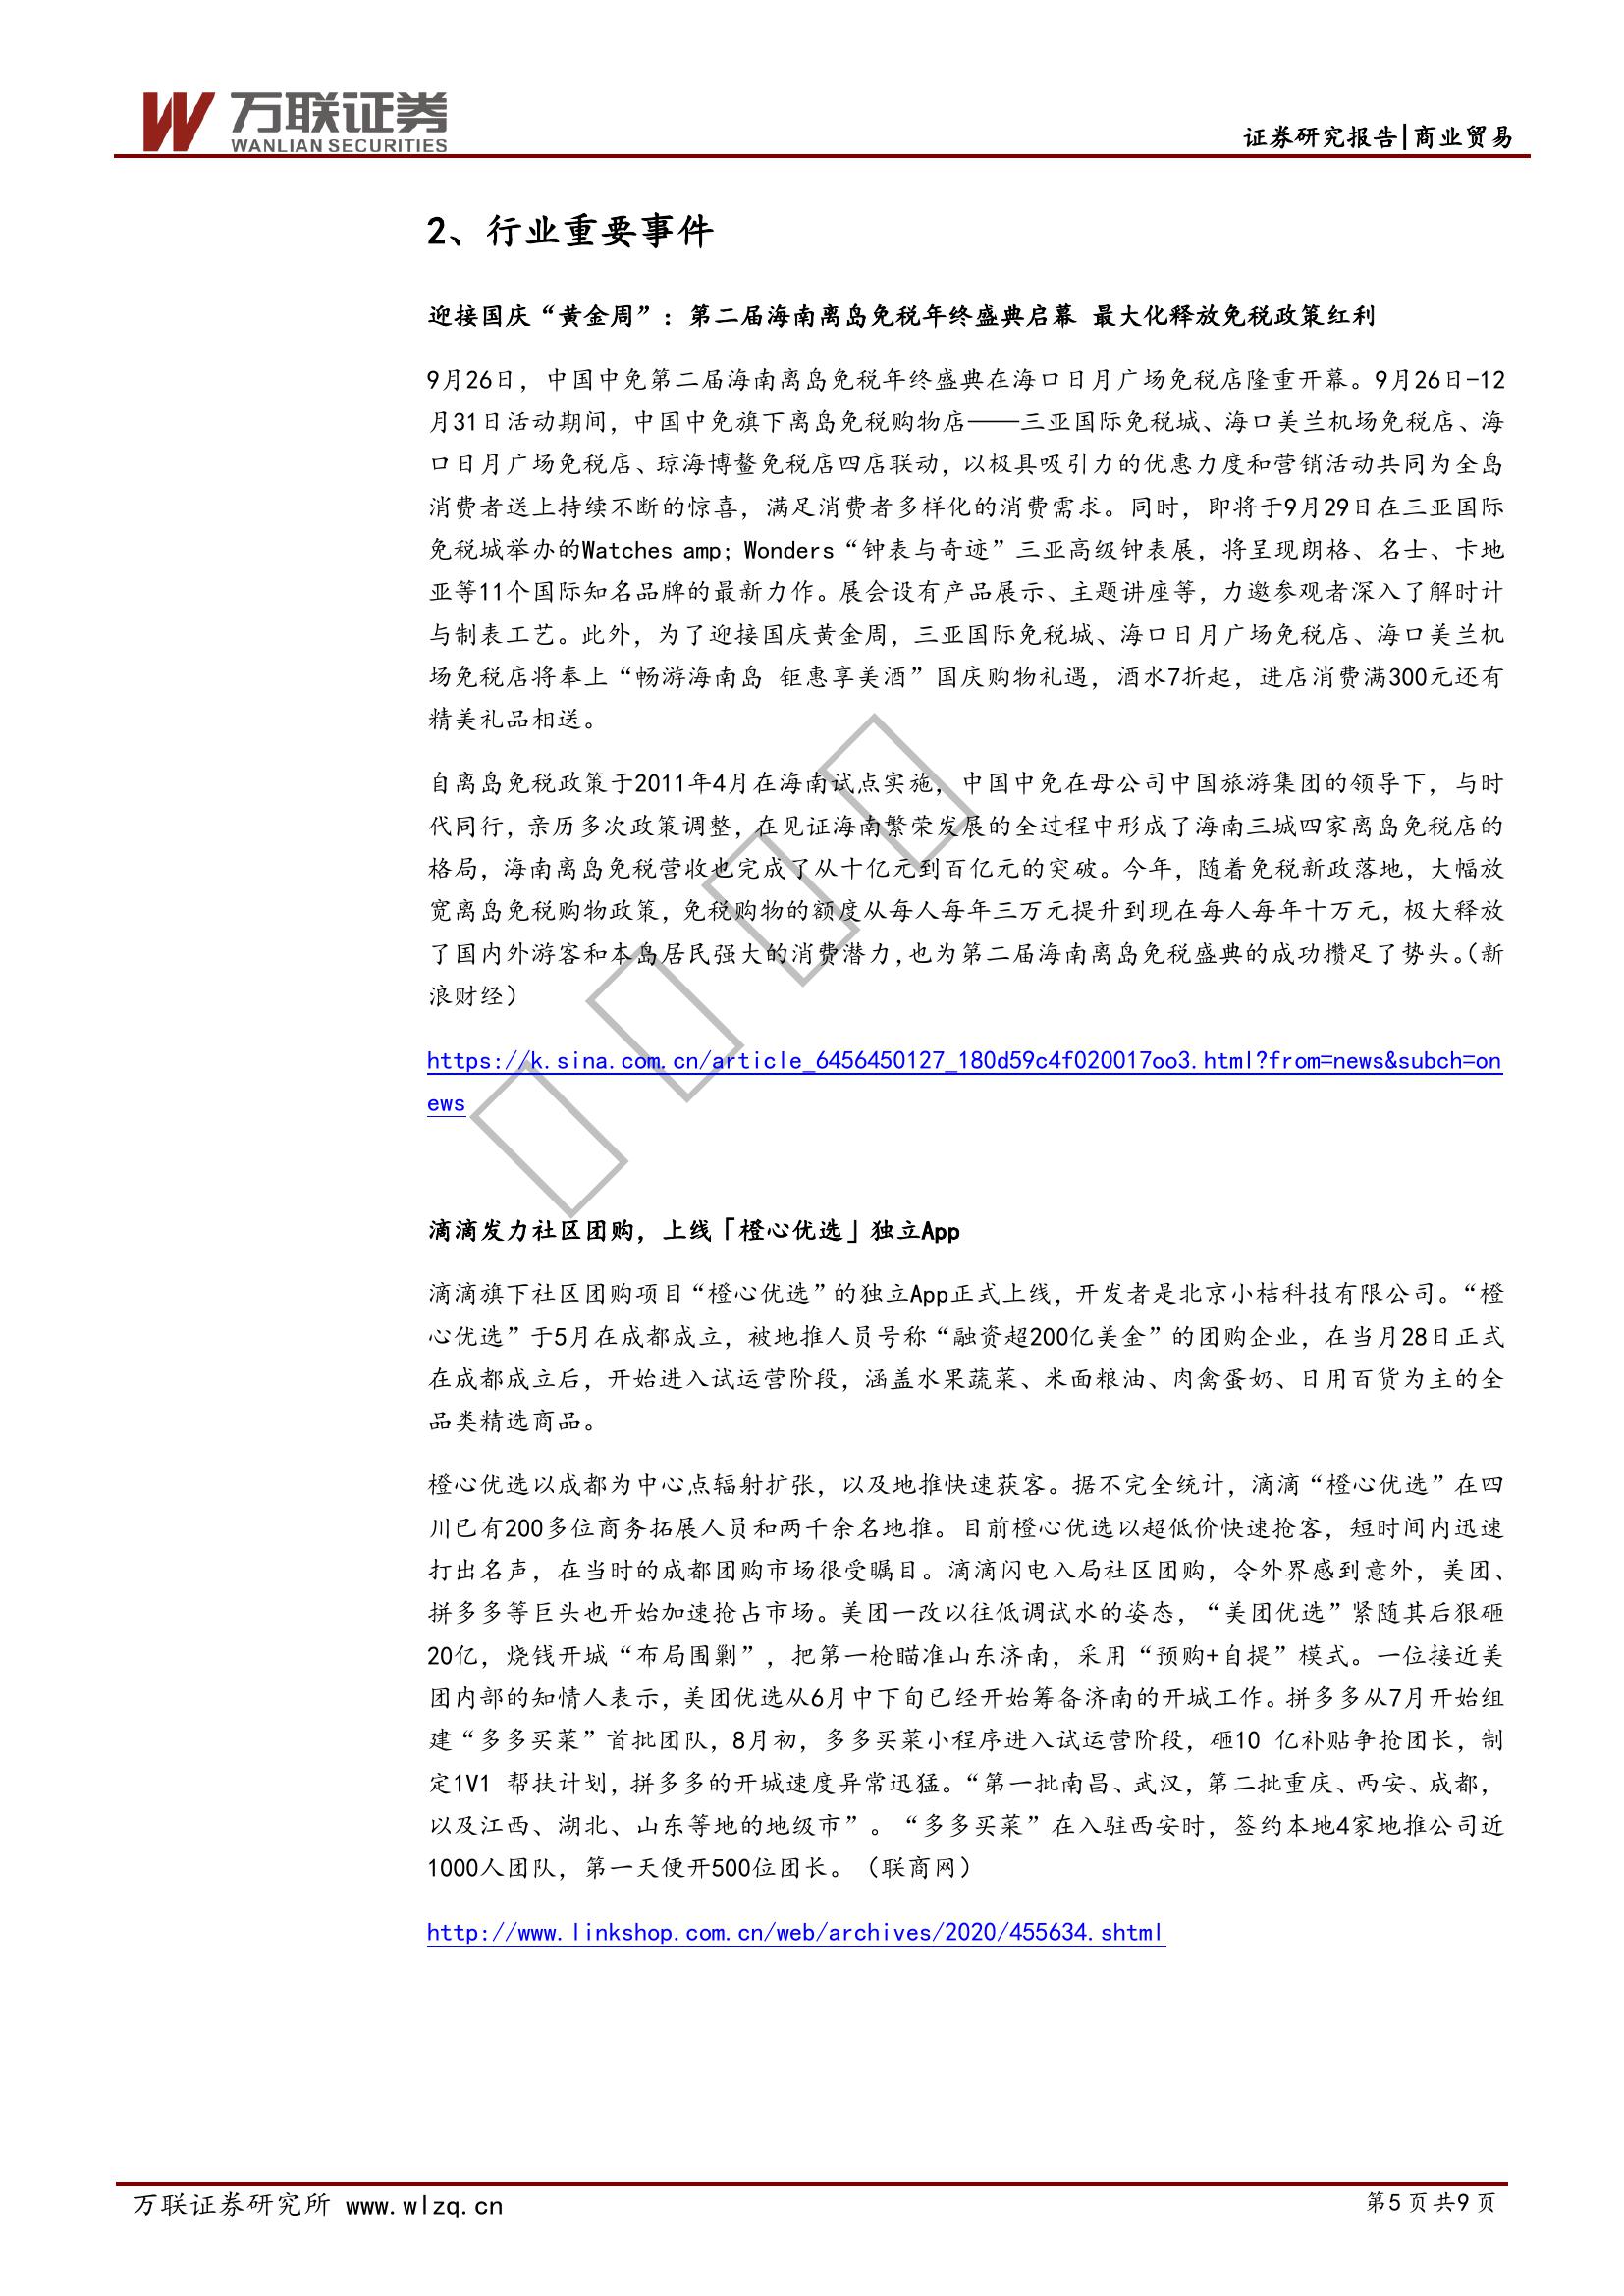 万联证券
WANLIAN SECURITIES
证券研究报告|商业贸易
2、行业重要事件
迎接国庆“黄金周”：第二届海南离岛免税年终盛典启幕 最大化释放免税政策红利
9月26日，中国中免第二届海南离岛免税年终盛典在海口日月广场免税店隆重开幕。9月26日-12
月31日活动期间，中国中免旗下离岛免税购物店——三亚国际免税城、海口美兰机场免税店、海
口日月广场免税店、琼海博鳌免税店四店联动，以极具吸引力的优惠力度和营销活动共同为全岛
消费者送上持续不断的惊喜，满足消费者多样化的消费需求。同时，即将于9月29日在三亚国际
免税城举办的Watches amp; Wonders“钟表与奇迹”三亚高级钟表展，将呈现朗格、名士、卡地
亚等11个国际知名品牌的最新力作。展会设有产品展示、主题讲座等，力邀参观者深入了解时计
与制表工艺。此外，为了迎接国庆黄金周，三亚国际免税城、海口日月广场免税店、海口美兰机
场免税店将奉上“畅游海南岛 钜惠享美酒”国庆购物礼遇，酒水7折起，进店消费满300元还有
精美礼品相送。
自离岛免税政策于2011年4月在海南试点实施，中国中免在母公司中国旅游集团的领导下，与时
代同行，亲历多次政策调整，在见证海南繁荣发展的全过程中形成了海南三城四家离岛免税店的
格局，海南离岛免税营收也完成了从十亿元到百亿元的突破。今年，随着免税新政落地，大幅放
宽离岛免税购物政策，免税购物的额度从每人每年三万元提升到现在每人每年十万元，极大释放
了国内外游客和本岛居民强大的消费潜力,也为第二届海南离岛免税盛典的成功攒足了势头。（新
浪财经）
https://k.sina.com.cn/article_6456450127_180d59c4f020017oo3.html?from=news&subch=on
ews
滴滴发力社区团购，上线「橙心优选」独立App
滴滴旗下社区团购项目“橙心优选”的独立App正式上线，开发者是北京小桔科技有限公司。“橙
心优选”于5月在成都成立，被地推人员号称“融资超200亿美金”的团购企业，在当月28日正式
在成都成立后，开始进入试运营阶段，涵盖水果蔬菜、米面粮油、肉禽蛋奶、日用百货为主的全
品类精选商品。
橙心优选以成都为中心点辐射扩张，以及地推快速获客。据不完全统计，滴滴“橙心优选”在四
川已有200多位商务拓展人员和两千余名地推。目前橙心优选以超低价快速抢客，短时间内迅速
打出名声，在当时的成都团购市场很受瞩目。滴滴闪电入局社区团购，令外界感到意外，美团、
拼多多等巨头也开始加速抢占市场。美团一改以往低调试水的姿态，“美团优选”紧随其后狠砸
20亿，烧钱开城“布局围剿”，把第一枪瞄准山东济南，采用“预购+自提”模式。一位接近美
团内部的知情人表示，美团优选从6月中下旬已经开始筹备济南的开城工作。拼多多从7月开始组
建“多多买菜”首批团队，8月初，多多买菜小程序进入试运营阶段，砸10 亿补贴争抢团长，制
定1V1 帮扶计划，拼多多的开城速度异常迅猛。“第一批南昌、武汉，第二批重庆、西安、成都，
以及江西、湖北、山东等地的地级市”。“多多买菜”在入驻西安时，签约本地4家地推公司近
1000人团队，第一天便开500位团长。（联商网）
http://www.linkshop.com.cn/web/archives/2020/455634.shtml
万联证券研究所 www.wlzq.cn
第5页共9页